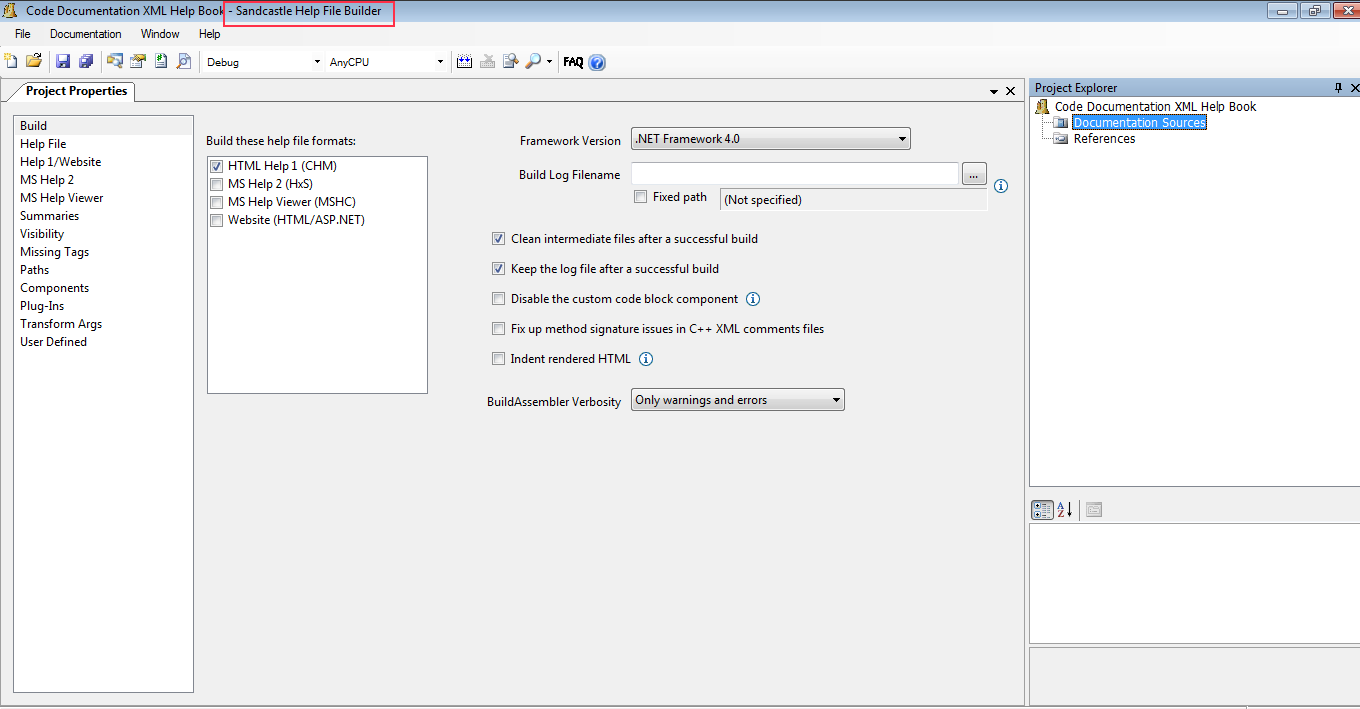 Code Documentation XML Help Book - Sandcastle Help File Builder
File Documentation Window Help
Debug AnyCPU FAQ
Project Properties
Build
Help File
Help 1/Website
MS Help 2
MS Help Viewer
Summaries
Visibility
Missing Tags
Paths
Components
Plug-Ins
Transform Args
User Defined
Build these help file formats:
HTML Help 1 (CHM)
MS Help 2 (HxS)
MS Help Viewer (MSHC)
Website (HTML/ASP.NET)
Framework Version .NET Framework 4.0
Build Log Filename ...
Fixed path (Not specified)
Clean intermediate files after a successful build
Keep the log file after a successful build
Disable the custom code block component
Fix up method signature issues in C++ XML comments files
Indent rendered HTML
BuildAssembler Verbosity Only warnings and errors
Project Explorer
Code Documentation XML Help Book
Documentation Sources
References